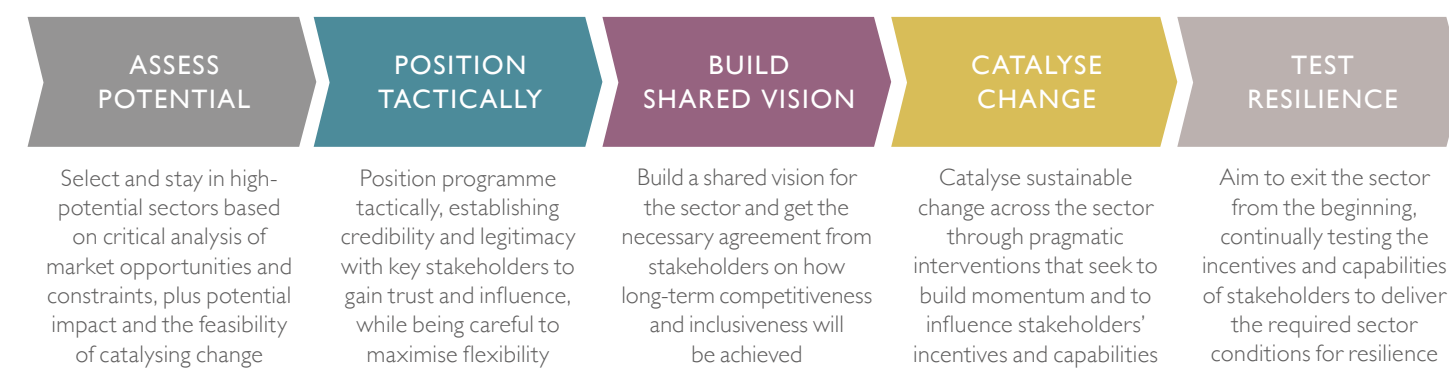 ASSESS
POTENTIAL
Select and stay in high-
potential sectors based
on critical analysis of
market opportunities and
constraints, plus potential
impact and the feasibility
of catalysing change
POSITION
TACTICALLY
Position programme
tactically, establishing
credibility and legitimacy
with key stakeholders to
gain trust and influence,
while being careful to
maximise flexibility
BUILD
SHARED VISION
Build a shared vision for
the sector and get the
necessary agreement from
stakeholders on how
long-term competitiveness
and inclusiveness will
be achieved
CATALYSE
CHANGE
Catalyse sustainable
change across the sector
through pragmatic
interventions that seek to
build momentum and to
influence stakeholders’
incentives and capabilities
TEST
RESILIENCE
Aim to exit the sector
from the beginning,
continually testing the
incentives and capabilities
of stakeholders to deliver
the required sector
conditions for resilience